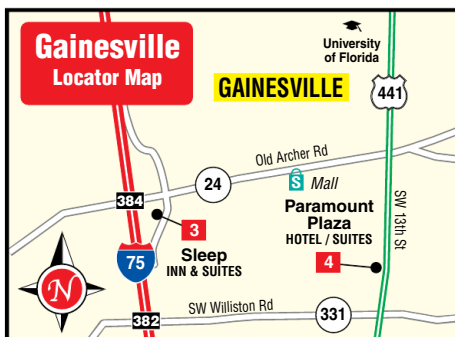 Gainesville
Locator Map
GAINESVILLE
University
of Florida
441
Old Archer Rd
24
S Mall
384
3
Sleep
INN & SUITES
Paramount
Plaza
HOTEL / SUITES
4
SW 13th St
75
N
SW Williston Rd
331
382